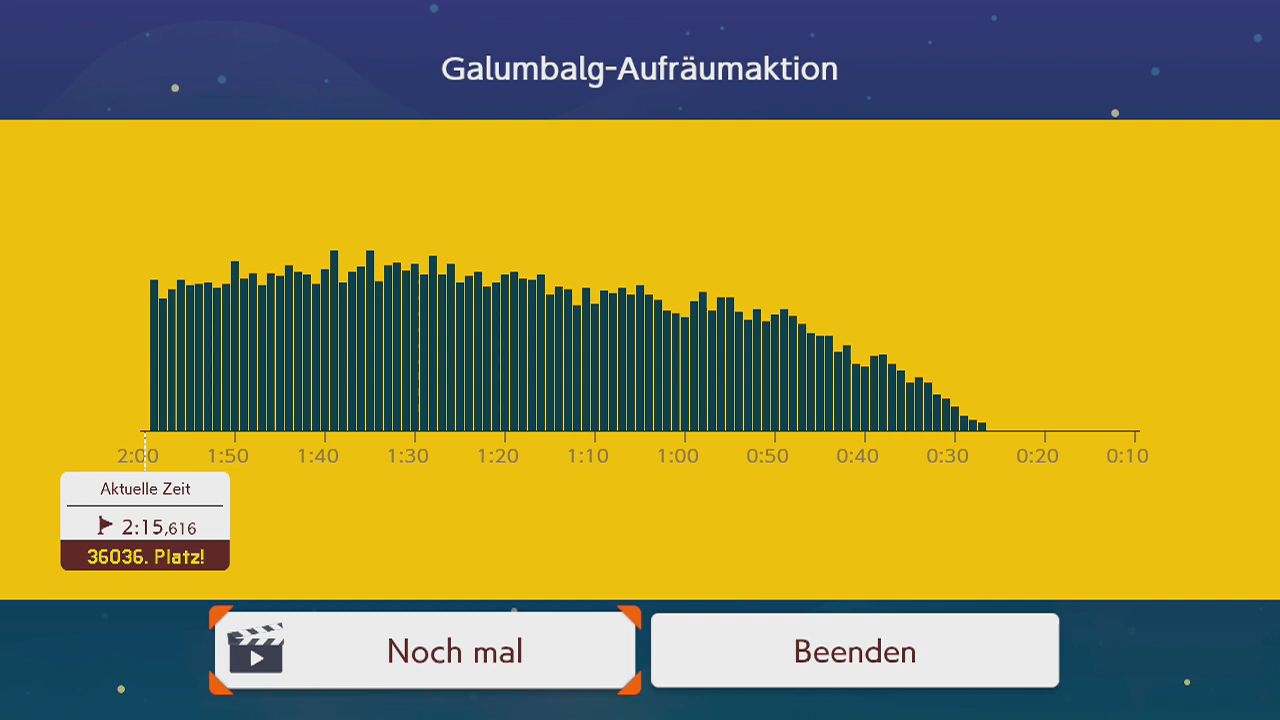 Galumbalg-Aufräumaktion
2:00 1:50 1:40 1:30 1:20 1:10 1:00 0:50 0:40 0:30 0:20 0:10
Aktuelle Zeit
2:15,616
36036. Platz!
Noch mal
Beenden